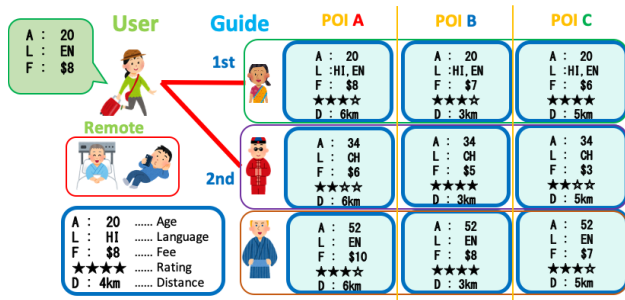 User
Guide
POI A
POI B
POI C
A : 20
L : EN
F : $8
1st
A : 20
L :HI, EN
F : $8
★★★☆
D : 6km
A : 20
L :HI, EN
F : $7
★★★☆
D : 3km
A : 20
L :HI, EN
F : $6
★★★★
D : 5km
Remote
2nd
A : 34
L : CH
F : $6
★★☆☆
D : 6km
A : 34
L : CH
F : $5
★★★★
D : 3km
A : 34
L : CH
F : $3
★★☆☆
D : 5km
A : 20 ...... Age
L : HI ...... Language
F : $8 ...... Fee
★★★★ ...... Rating
D : 4km ...... Distance
A : 52
L : EN
F : $10
★★★☆
D : 6km
A : 52
L : EN
F : $8
★★★★
D : 3km
A : 52
L : EN
F : $7
★★★☆
D : 5km